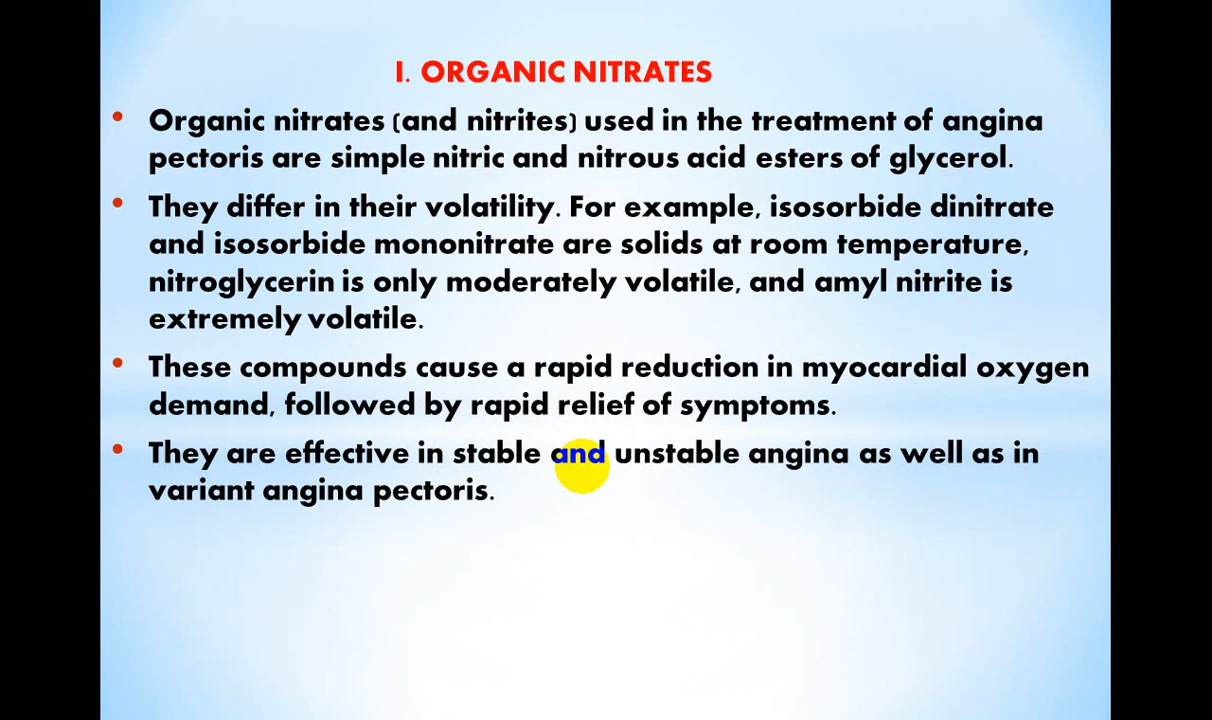 I. ORGANIC NITRATES
• Organic nitrates (and nitrites) used in the treatment of angina
pectoris are simple nitric and nitrous acid esters of glycerol.
• They differ in their volatility. For example, isosorbide dinitrate
and isosorbide mononitrate are solids at room temperature,
nitroglycerin is only moderately volatile, and amyl nitrite is
extremely volatile.
• These compounds cause a rapid reduction in myocardial oxygen
demand, followed by rapid relief of symptoms.
• They are effective in stable and unstable angina as well as in
variant angina pectoris.